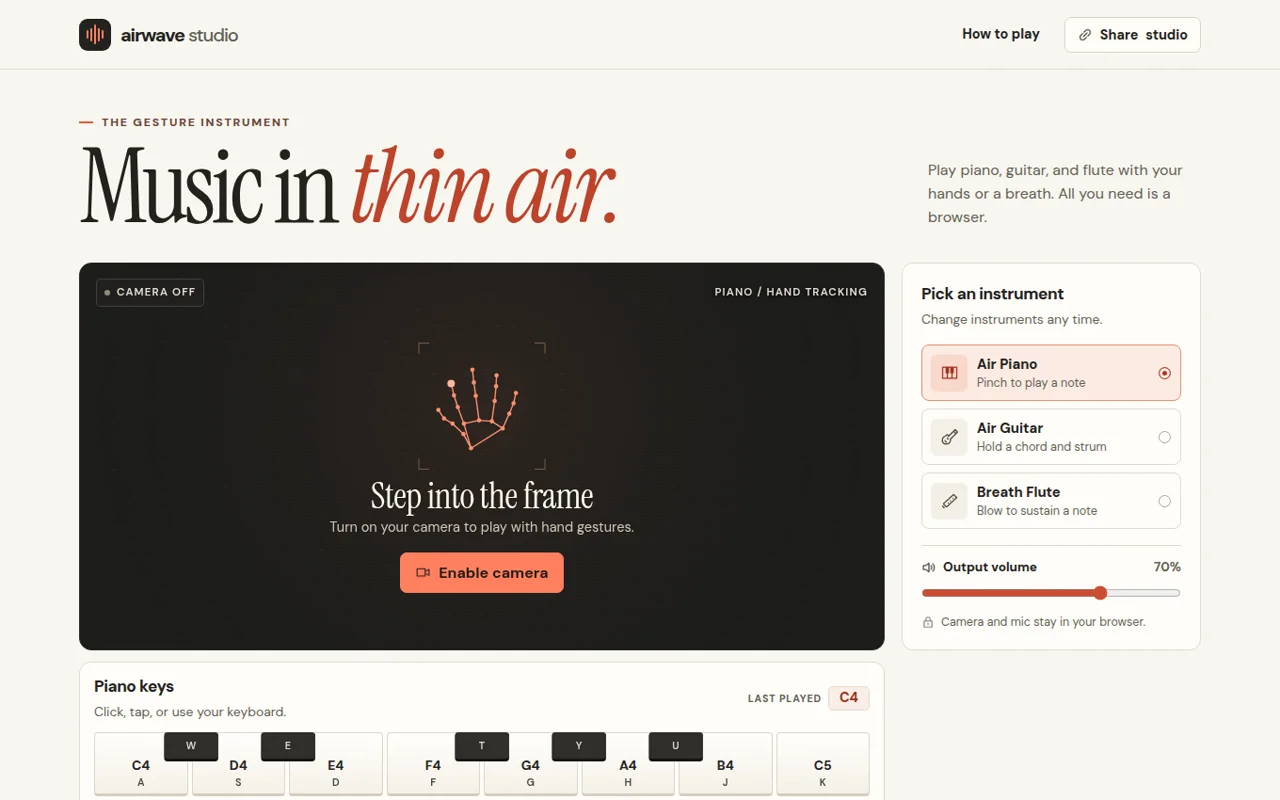 airwave studio
How to play
Share studio
THE GESTURE INSTRUMENT
Music in thin air.
Play piano, guitar, and flute with your
hands or a breath. All you need is a
browser.
CAMERA OFF
PIANO / HAND TRACKING
Step into the frame
Turn on your camera to play with hand gestures.
Enable camera
Pick an instrument
Change instruments any time.
Air Piano
Pinch to play a note
Air Guitar
Hold a chord and strum
Breath Flute
Blow to sustain a note
Output volume 70%
Camera and mic stay in your browser.
Piano keys
Click, tap, or use your keyboard.
LAST PLAYED C4
W E T Y U
C4 D4 E4 F4 G4 A4 B4 C5
A S D F G H J K